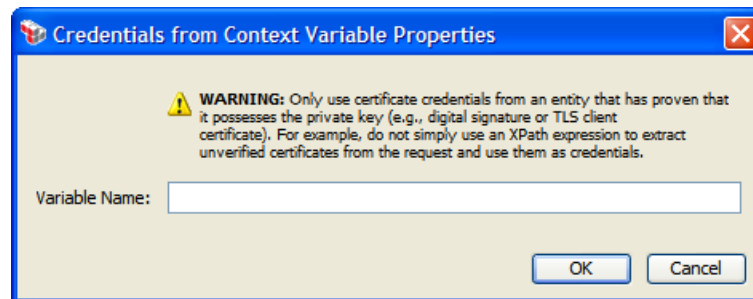 Credentials from Context Variable Properties
WARNING: Only use certificate credentials from an entity that has proven that
it possesses the private key (e.g., digital signature or TLS client
certificate). For example, do not simply use an XPath expression to extract
unverified certificates from the request and use them as credentials.
Variable Name:
OK Cancel